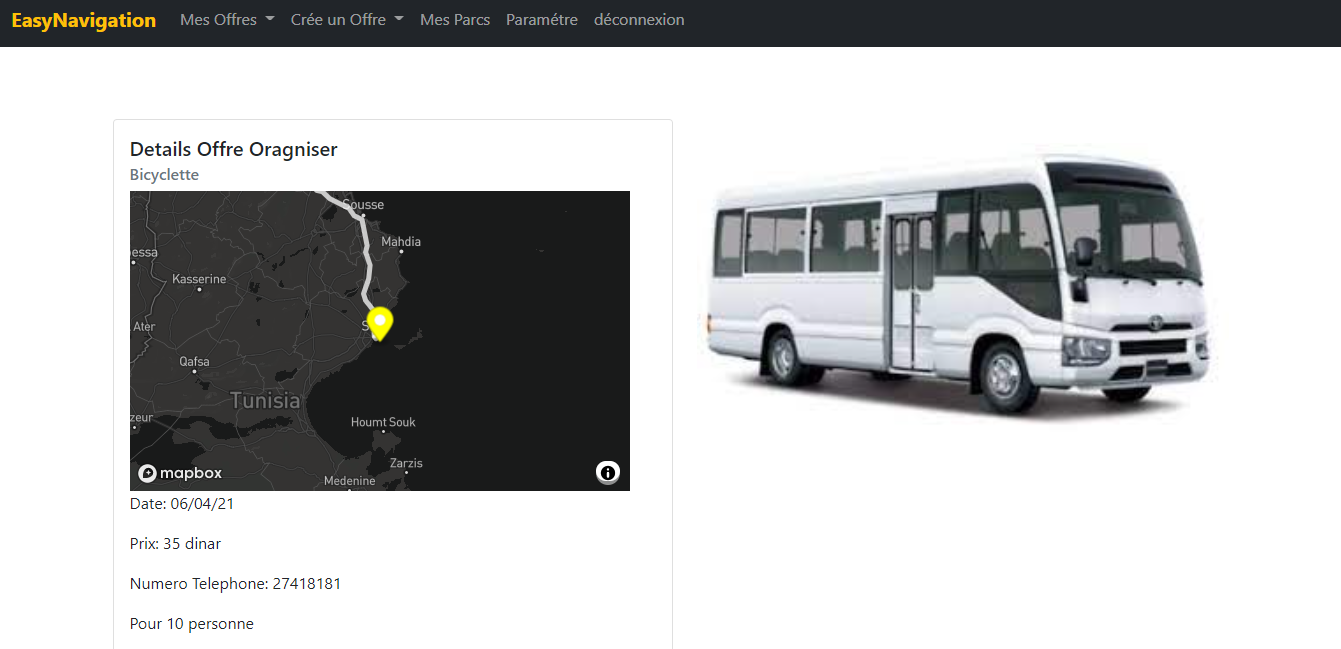 EasyNavigation Mes Offres Crée un Offre Mes Parcs Paramétre déconnexion
Details Offre Oragniser
Bicyclette
Sousse
Mahdia
essa
Kasserine
Ater
S
Qafsa
Tunisia
zeur
Houmt Souk
Zarzis
Medenine
mapbox
Date: 06/04/21
Prix: 35 dinar
Numero Telephone: 27418181
Pour 10 personne